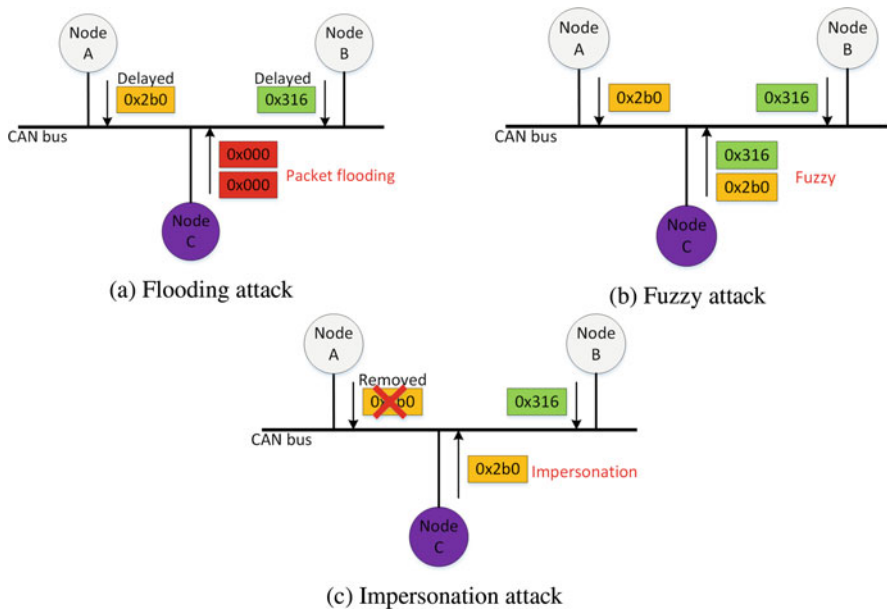 Node
A
Node
B
Delayed
0x2b0
Delayed
0x316
CAN bus
0x000
0x000
Packet flooding
Node
C
(a) Flooding attack
Node
A
Node
B
0x2b0
0x316
CAN bus
0x316
0x2b0
Fuzzy
Node
C
(b) Fuzzy attack
Node
A
Node
B
Removed
0x316
CAN bus
0x2b0
Impersonation
Node
C
(c) Impersonation attack